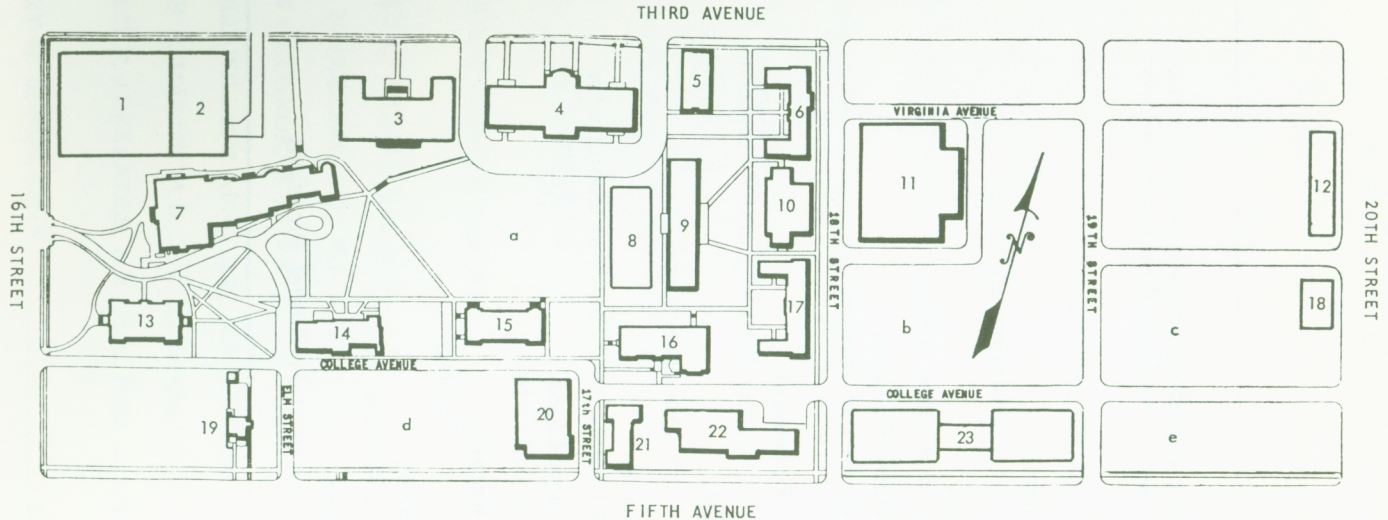 THIRD AVENUE
1
2
3
4
5
6
VIRGINIA AVENUE
7
a
8
9
10
11
N
12
16TH STREET
18TH STREET
19TH STREET
20TH STREET
13
14
15
16
17
b
c
18
COLLEGE AVENUE
COLLEGE AVENUE
19
ELM STREET
d
20
17th STREET
21
22
23
e
FIFTH AVENUE